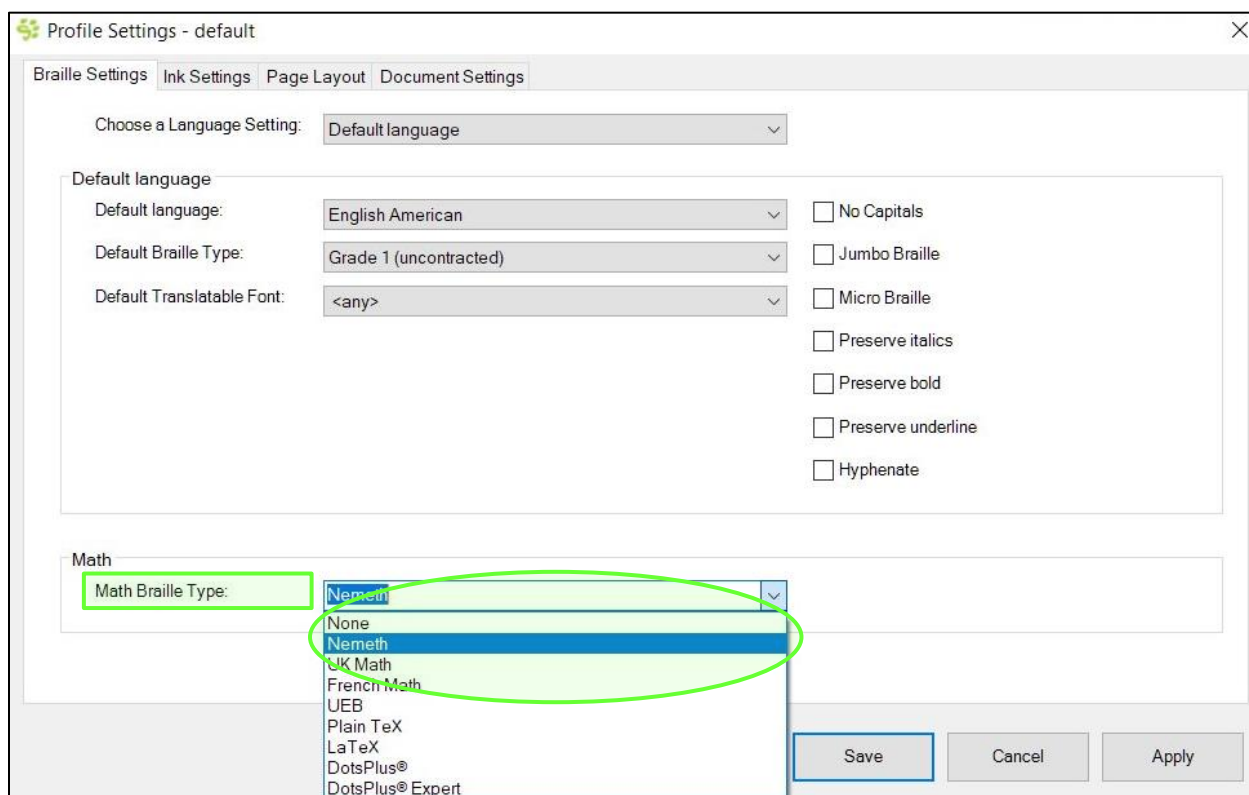 Profile Settings - default
Braille Settings Ink Settings Page Layout Document Settings
Choose a Language Setting: Default language
Default language
Default language: English American No Capitals
Default Braille Type: Grade 1 (uncontracted) Jumbo Braille
Default Translatable Font: <any> Micro Braille
Preserve italics
Preserve bold
Preserve underline
Hyphenate
Math
Math Braille Type: Nemeth
None
Nemeth
UK Math
French Math
UEB
Plain TeX
LaTeX
DotsPlus®
DotsPlus® Expert
Save Cancel Apply